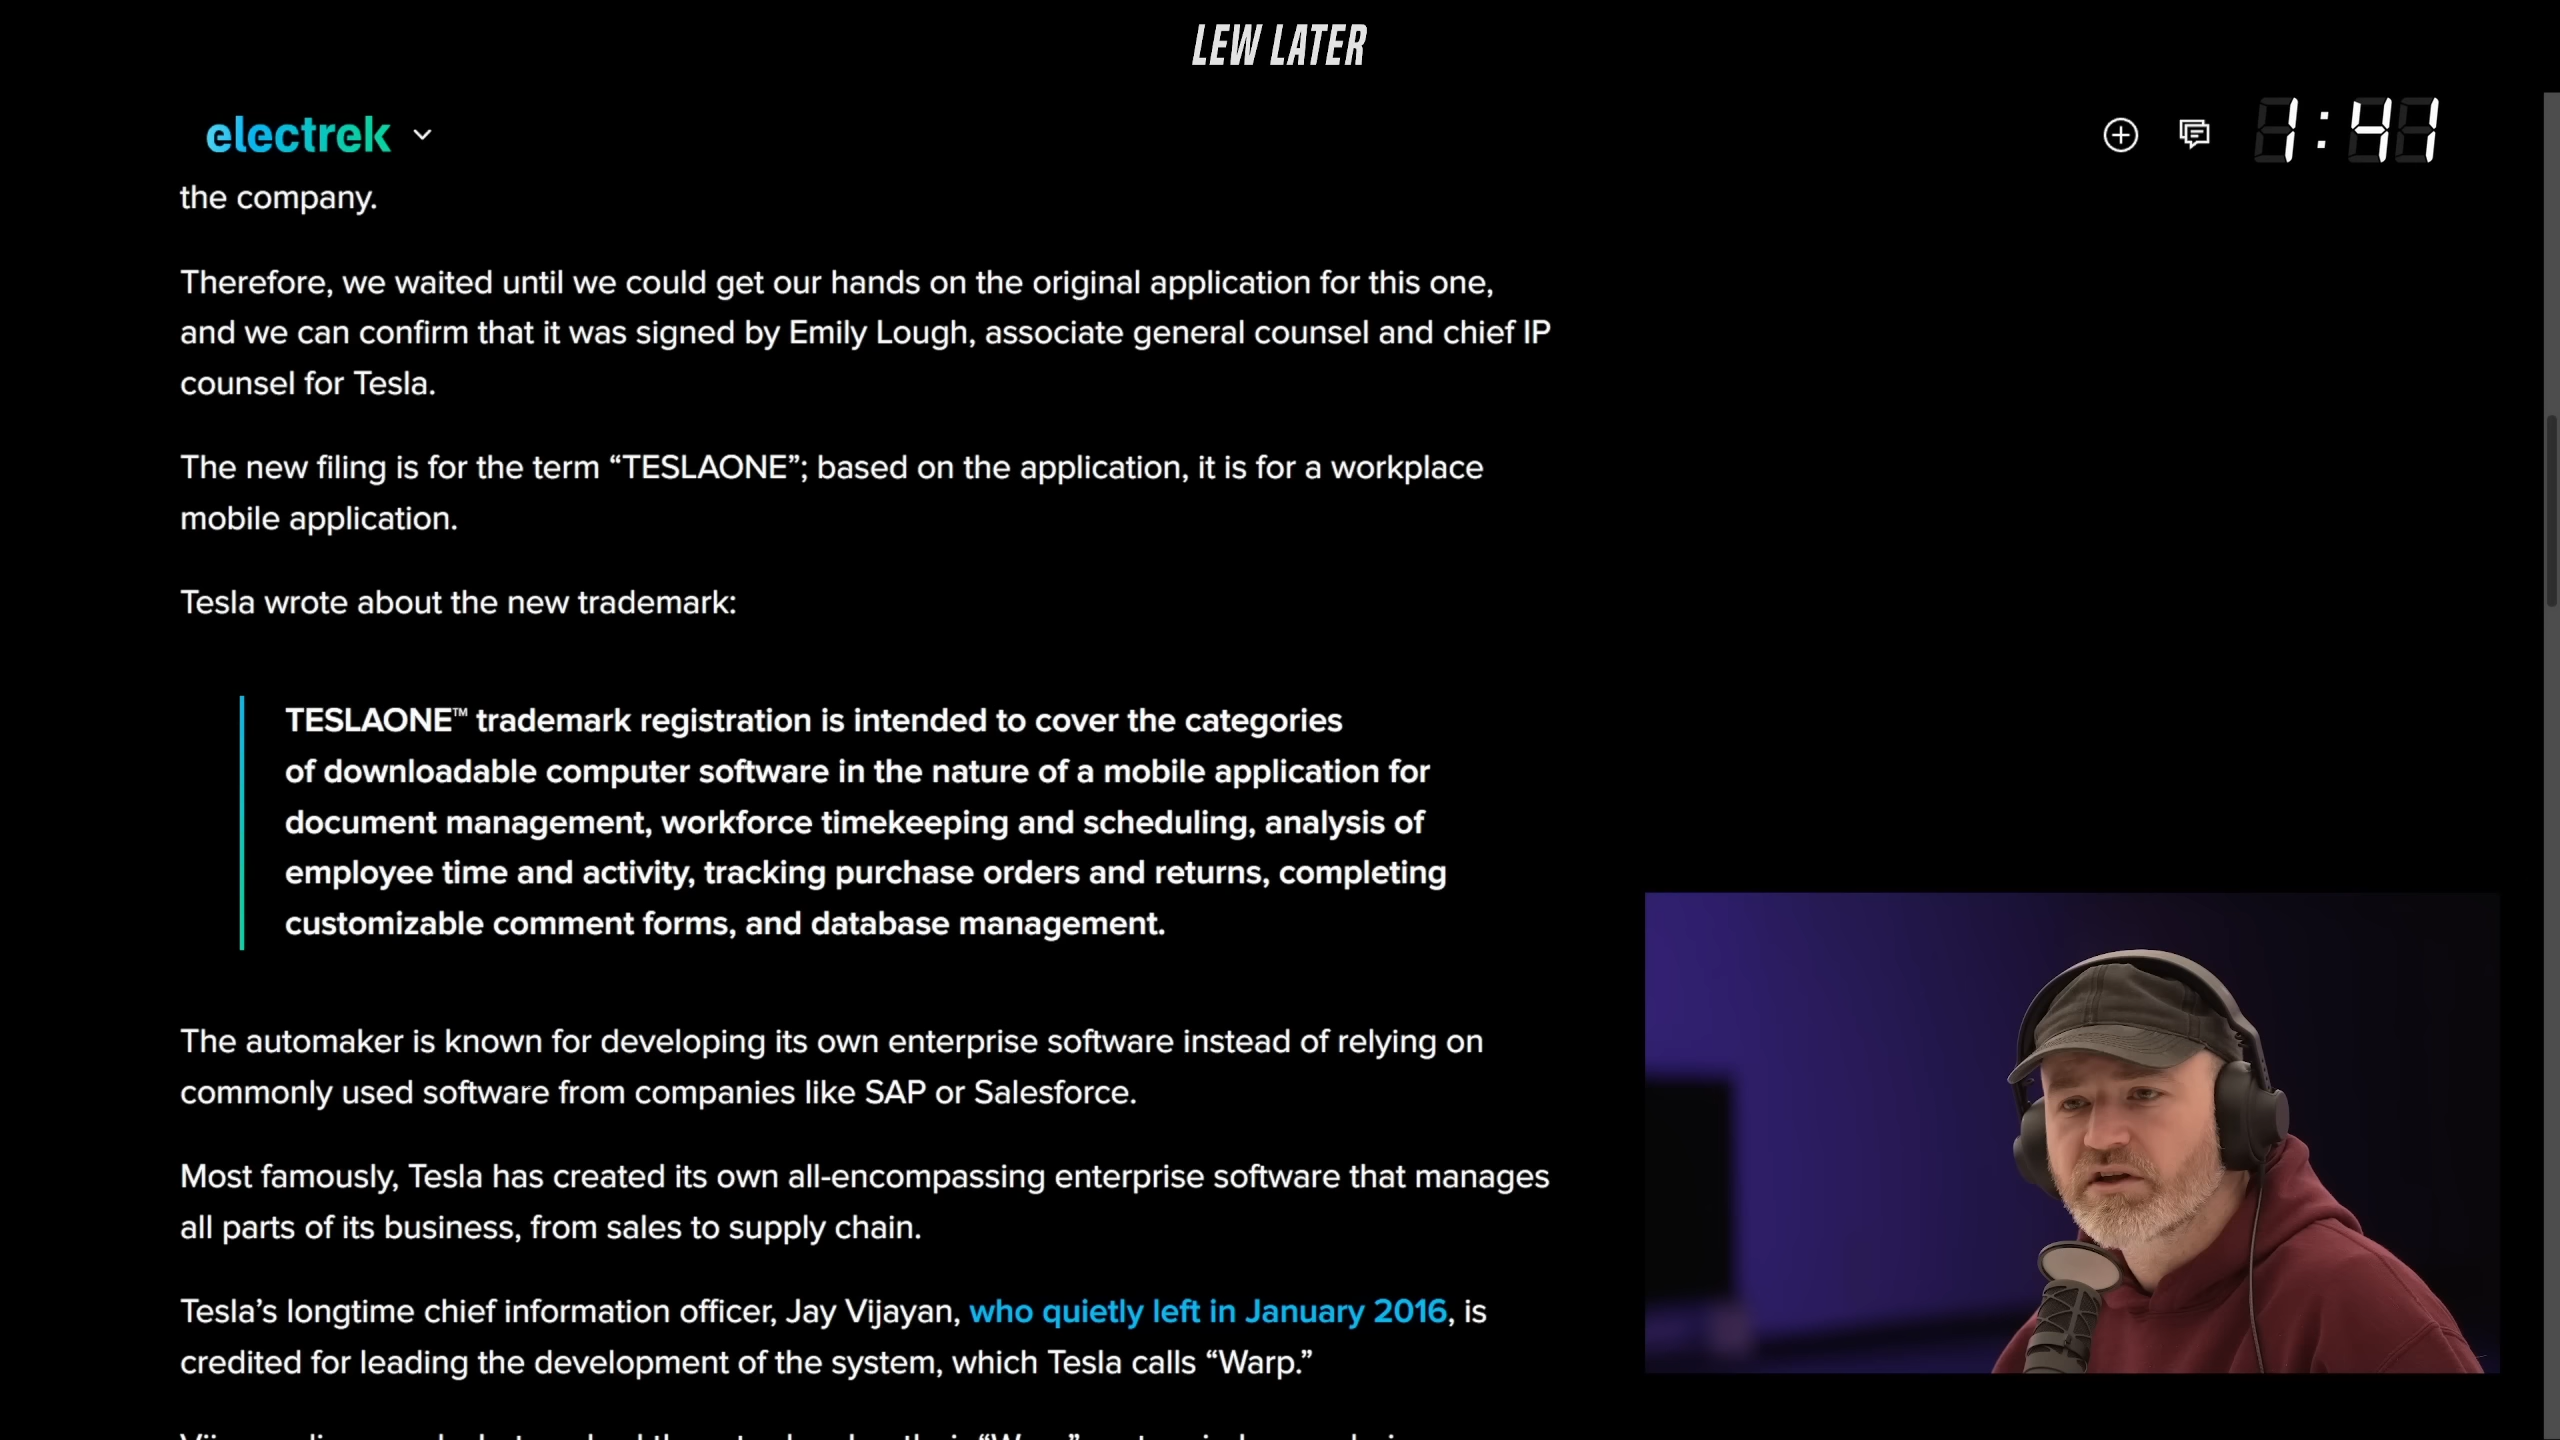 LEW LATER
electrek
1:41
the company.
Therefore, we waited until we could get our hands on the original application for this one,
and we can confirm that it was signed by Emily Lough, associate general counsel and chief IP
counsel for Tesla.
The new filing is for the term “TESLAONE”; based on the application, it is for a workplace
mobile application.
Tesla wrote about the new trademark:
TESLAONE™ trademark registration is intended to cover the categories
of downloadable computer software in the nature of a mobile application for
document management, workforce timekeeping and scheduling, analysis of
employee time and activity, tracking purchase orders and returns, completing
customizable comment forms, and database management.
The automaker is known for developing its own enterprise software instead of relying on
commonly used software from companies like SAP or Salesforce.
Most famously, Tesla has created its own all-encompassing enterprise software that manages
all parts of its business, from sales to supply chain.
Tesla’s longtime chief information officer, Jay Vijayan, who quietly left in January 2016, is
credited for leading the development of the system, which Tesla calls “Warp.”